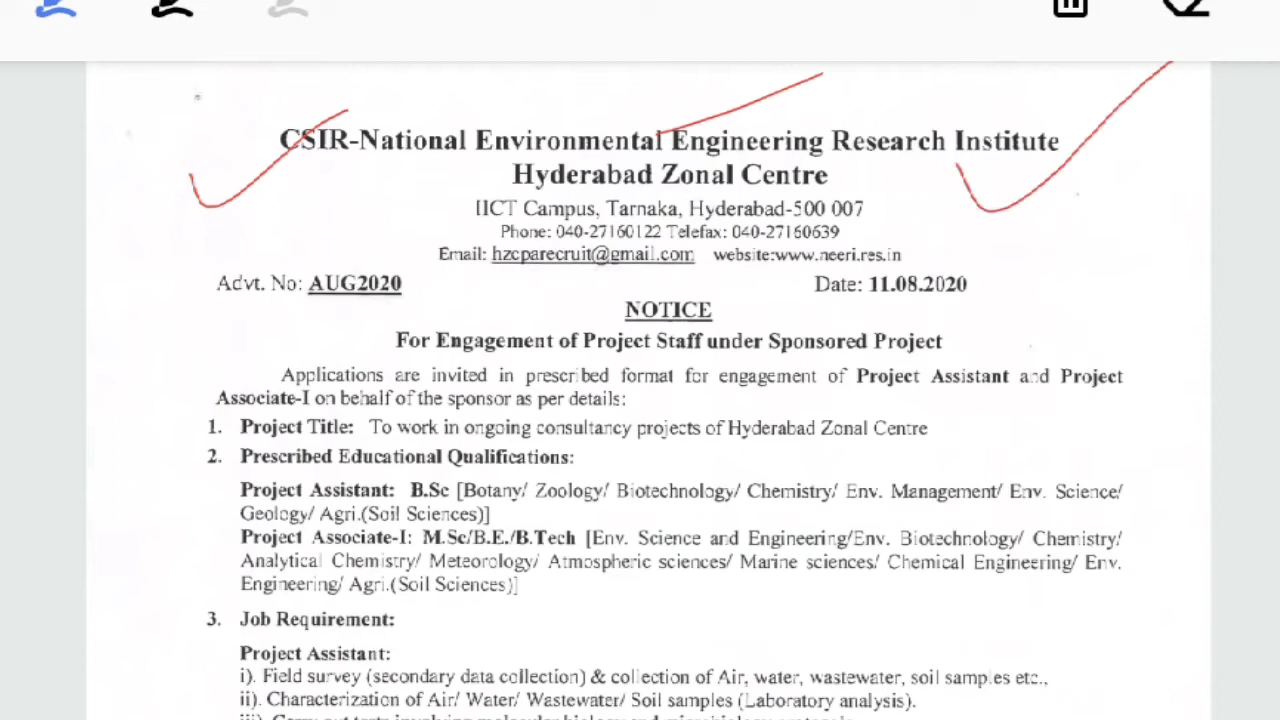 CSIR-National Environmental Engineering Research Institute
Hyderabad Zonal Centre
IICT Campus, Tarnaka, Hyderabad-500 007
Phone: 040-27160122 Telefax: 040-27160639
Email: hzcparecruit@gmail.com website:www.neeri.res.in
Advt. No: AUG2020 Date: 11.08.2020
NOTICE
For Engagement of Project Staff under Sponsored Project
Applications are invited in prescribed format for engagement of Project Assistant and Project
Associate-I on behalf of the sponsor as per details:
1. Project Title: To work in ongoing consultancy projects of Hyderabad Zonal Centre
2. Prescribed Educational Qualifications:
Project Assistant: B.Sc [Botany/ Zoology/ Biotechnology/ Chemistry/ Env. Management/ Env. Science/
Geology/ Agri.(Soil Sciences)]
Project Associate-I: M.Sc/B.E./B.Tech [Env. Science and Engineering/Env. Biotechnology/ Chemistry/
Analytical Chemistry/ Meteorology/ Atmospheric sciences/ Marine sciences/ Chemical Engineering/ Env.
Engineering/ Agri.(Soil Sciences)]
3. Job Requirement:
Project Assistant:
i). Field survey (secondary data collection) & collection of Air, water, wastewater, soil samples etc.,
ii). Characterization of Air/ Water/ Wastewater/ Soil samples (Laboratory analysis).